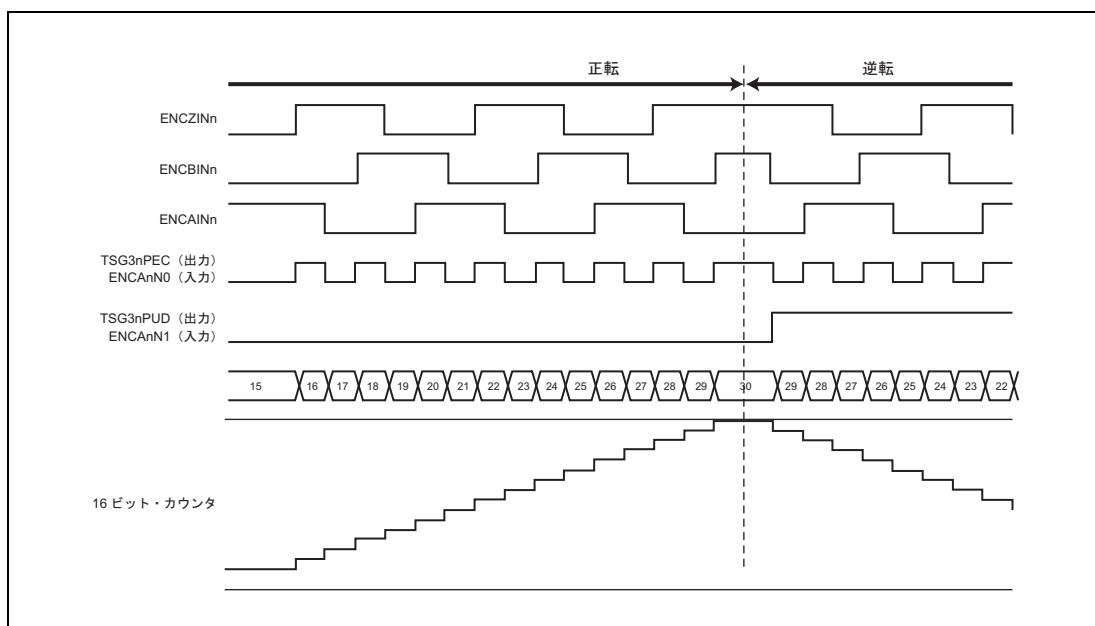 正転 逆転
ENCZINn
ENCBINn
ENCAINn
TSG3nPEC（出力）
ENCAnN0（入力）
TSG3nPUD（出力）
ENCAnN1（入力）
15 16 17 18 19 20 21 22 23 24 25 26 27 28 29 30 29 28 27 26 25 24 23 22
16 ビット・カウンタ